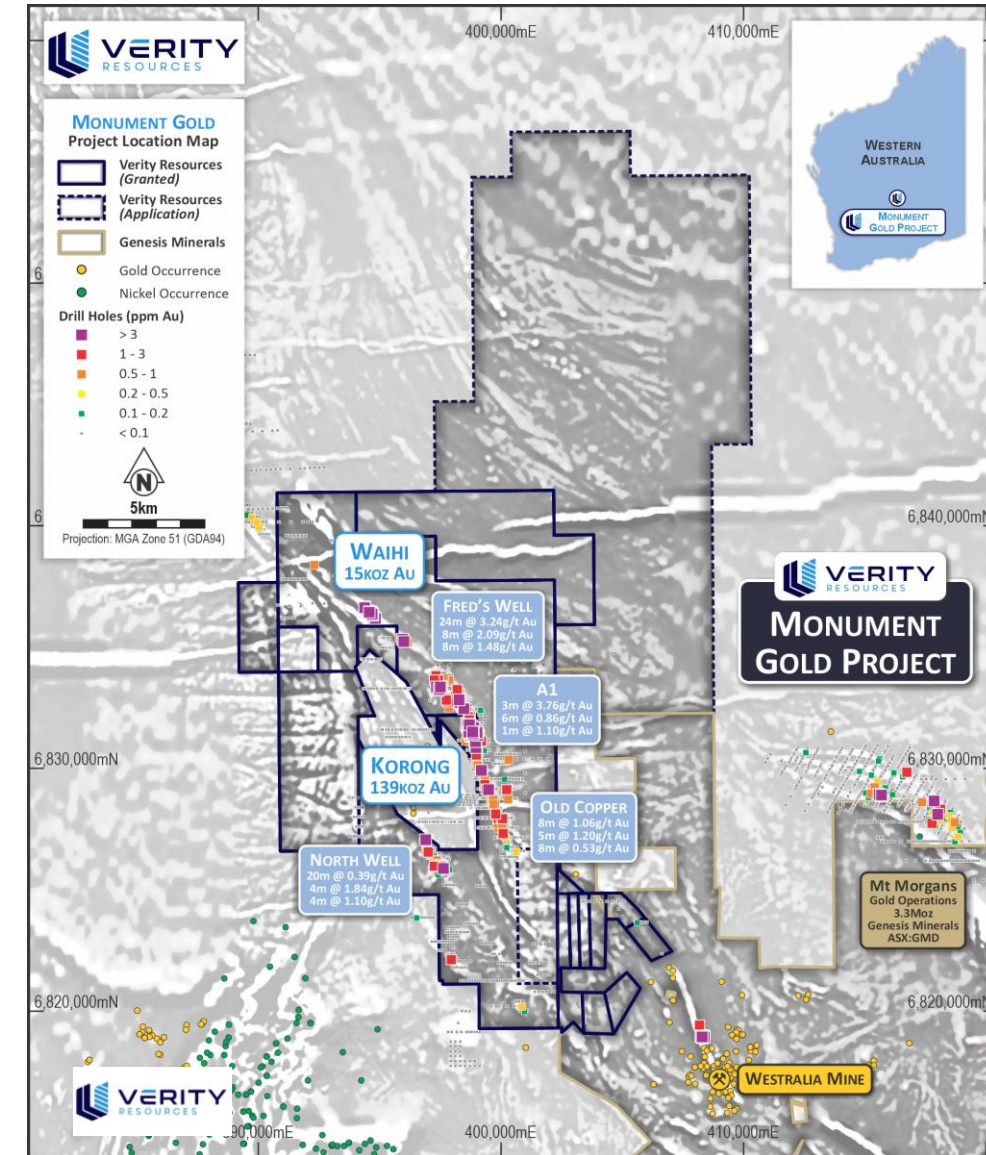 VERITY
RESOURCES
MONUMENT GOLD
Project Location Map
Verity Resources
(Granted)
Verity Resources
(Application)
Genesis Minerals
Gold Occurrence
Nickel Occurrence
Drill Holes (ppm Au)
> 3
1 - 3
0.5 - 1
0.2 - 0.5
0.1 - 0.2
< 0.1
N
5km
Projection: MGA Zone 51 (GDA94)
400,000mE
410,000mE
WESTERN
AUSTRALIA
MONUMENT
GOLD PROJECT
6
6
6,840,000mN
WAIHI
15KOZ AU
FRED'S WELL
24m @ 3.24g/t Au
8m @ 2.09g/t Au
8m @ 1.48g/t Au
VERITY
RESOURCES
MONUMENT
GOLD PROJECT
A1
3m @ 3.76g/t Au
6m @ 0.86g/t Au
1m @ 1.10g/t Au
6,830,000mN
6,830,000mN
KORONG
139KOZ AU
OLD COPPER
8m @ 1.06g/t Au
5m @ 1.20g/t Au
8m @ 0.53g/t Au
NORTH WELL
20m @ 0.39g/t Au
4m @ 1.84g/t Au
4m @ 1.10g/t Au
Mt Morgans
Gold Operations
3.3Moz
Genesis Minerals
ASX:GMD
6,820,000mN
6,820,000mN
WESTRALIA MINE
VERITY
RESOURCES
90,000mE
400,000mE
410,000mE